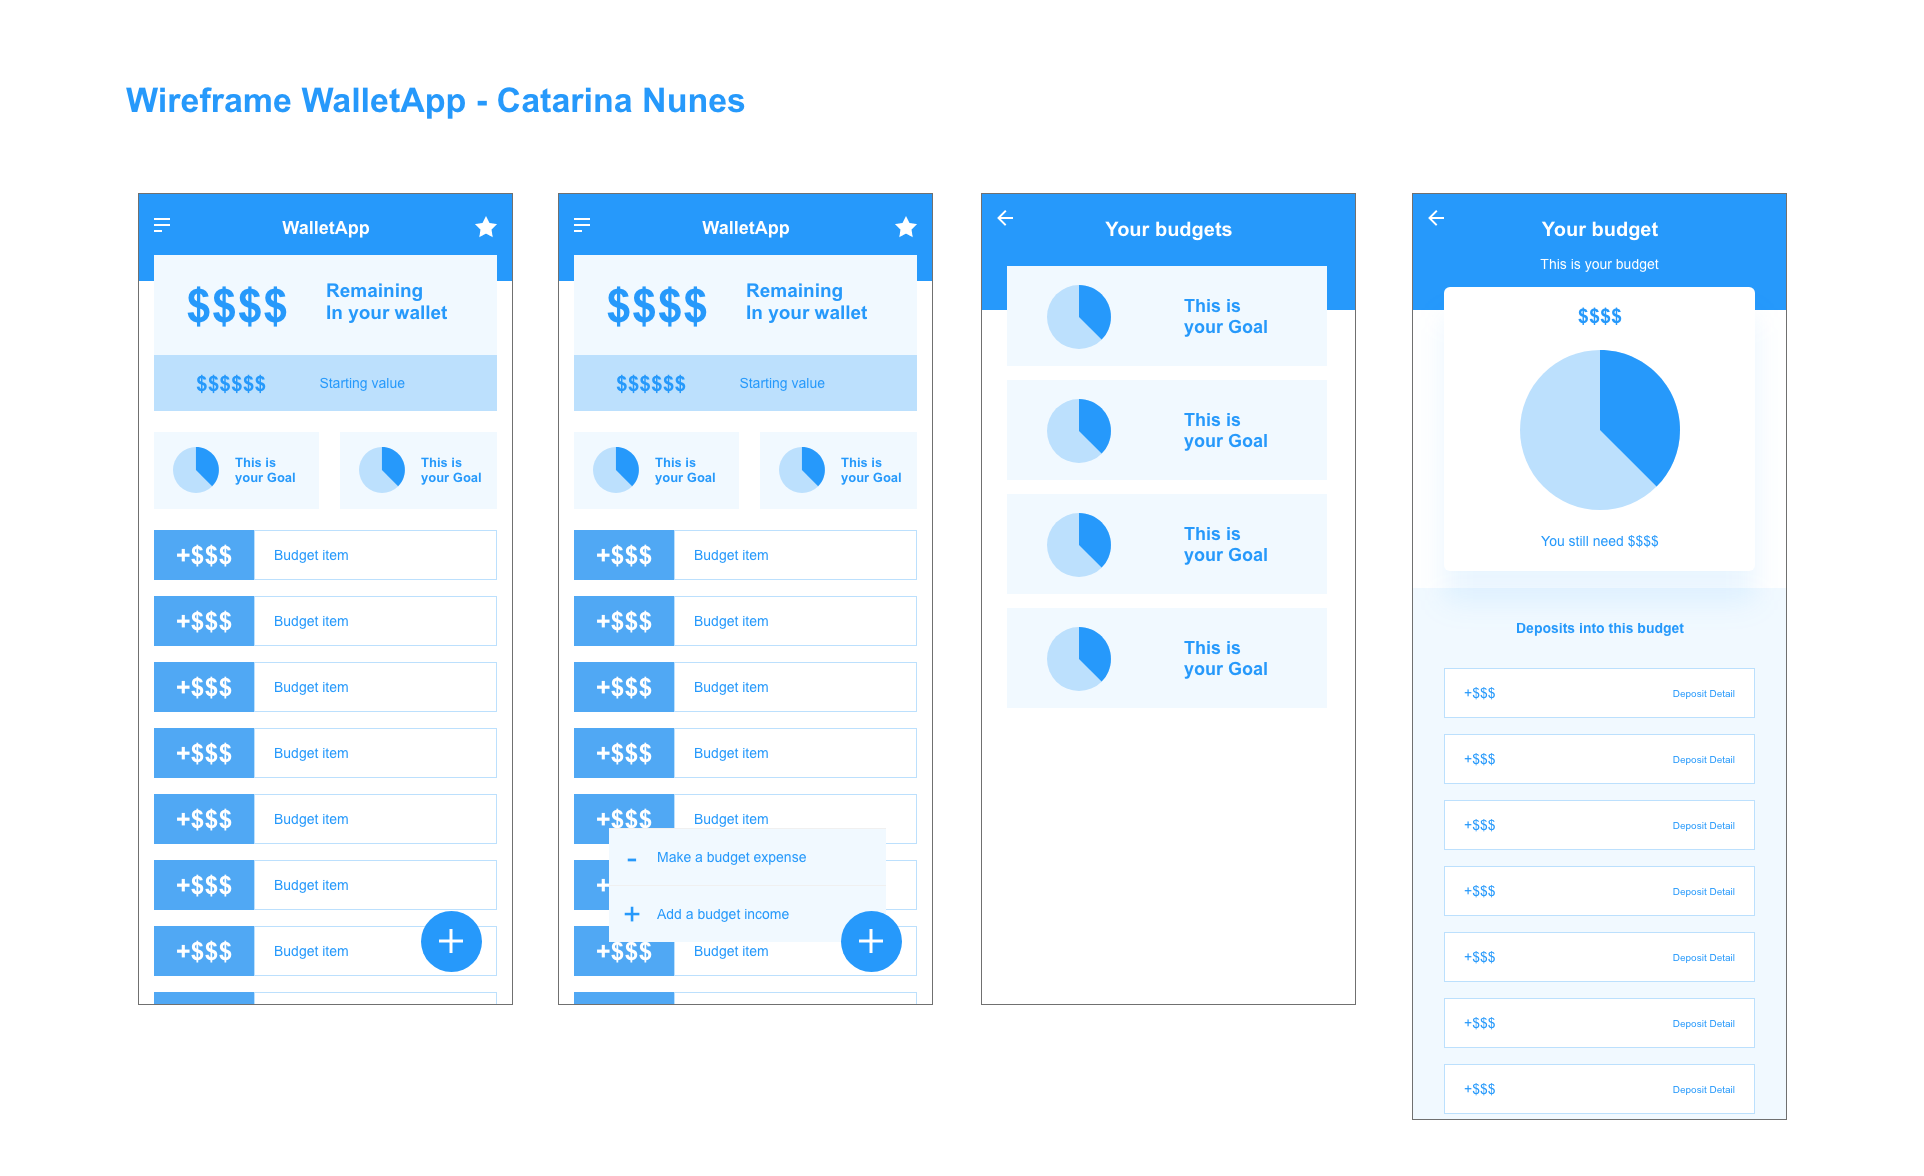 Wireframe WalletApp - Catarina Nunes
WalletApp
$$$$
Remaining
In your wallet
$$$$$$ Starting value
This is
your Goal
This is
your Goal
+$$$ Budget item
+$$$ Budget item
+$$$ Budget item
+$$$ Budget item
+$$$ Budget item
+$$$ Budget item
+$$$ Budget item
+
WalletApp
$$$$
Remaining
In your wallet
$$$$$$ Starting value
This is
your Goal
This is
your Goal
+$$$ Budget item
+$$$ Budget item
+$$$ Budget item
+$$$ Budget item
+$$$ Budget item
- Make a budget expense
+
+ Add a budget income
+$$$ Budget item
+
Your budgets
This is
your Goal
This is
your Goal
This is
your Goal
This is
your Goal
Your budget
This is your budget
$$$$
You still need $$$$
Deposits into this budget
+$$$ Deposit Detail
+$$$ Deposit Detail
+$$$ Deposit Detail
+$$$ Deposit Detail
+$$$ Deposit Detail
+$$$ Deposit Detail
+$$$ Deposit Detail